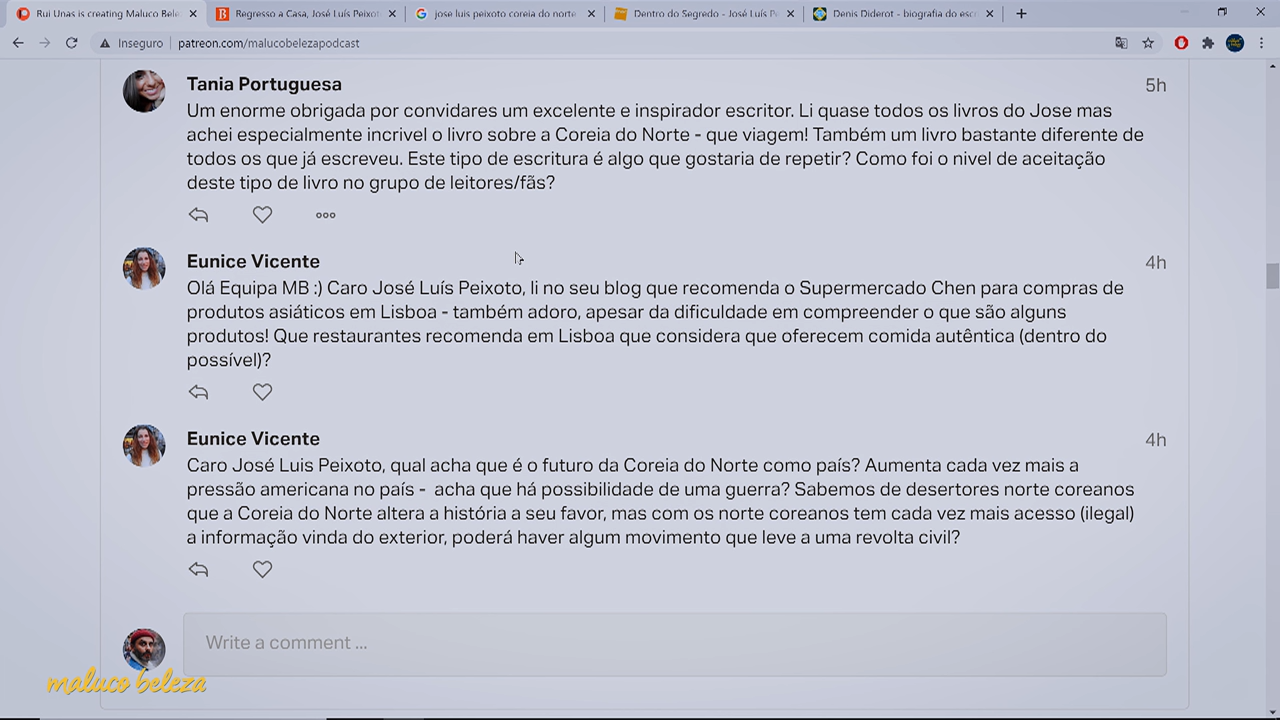 Rui Unas is creating Maluco Bele
Regresso a Casa, José Luís Peixot
jose luis peixoto coreia do norte
Dentro do Segredo - José Luís P
Denis Diderot - biografia do escr
Inseguro
patreon.com/malucobelezapodcast
Tania Portuguesa
5h
Um enorme obrigada por convidares um excelente e inspirador escritor. Li quase todos os livros do Jose mas
achei especialmente incrivel o livro sobre a Coreia do Norte - que viagem! Também um livro bastante diferente de
todos os que já escreveu. Este tipo de escritura é algo que gostaria de repetir? Como foi o nivel de aceitação
deste tipo de livro no grupo de leitores/fãs?
Eunice Vicente
4h
Olá Equipa MB :) Caro José Luís Peixoto, li no seu blog que recomenda o Supermercado Chen para compras de
produtos asiáticos em Lisboa - também adoro, apesar da dificuldade em compreender o que são alguns
produtos! Que restaurantes recomenda em Lisboa que considera que oferecem comida autêntica (dentro do
possível)?
Eunice Vicente
4h
Caro José Luis Peixoto, qual acha que é o futuro da Coreia do Norte como país? Aumenta cada vez mais a
pressão americana no país - acha que há possibilidade de uma guerra? Sabemos de desertores norte coreanos
que a Coreia do Norte altera a história a seu favor, mas com os norte coreanos tem cada vez mais acesso (ilegal)
a informação vinda do exterior, poderá haver algum movimento que leve a uma revolta civil?
Write a comment ...
maluco beleza